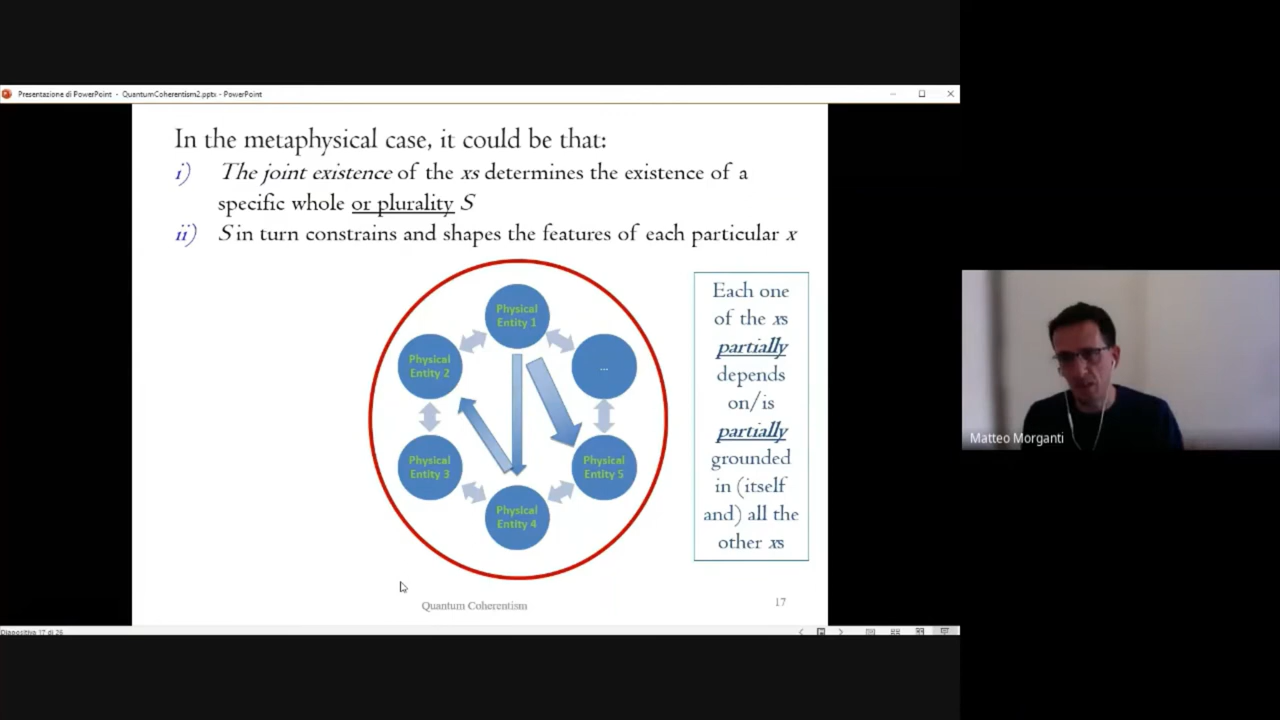 Presentazione di PowerPoint - QuantumCoherentism2.pptx - PowerPoint
In the metaphysical case, it could be that:
i) The joint existence of the xs determines the existence of a
specific whole or plurality S
ii) S in turn constrains and shapes the features of each particular x
Physical
Entity 1
Physical
Entity 2
...
Physical
Entity 3
Physical
Entity 5
Physical
Entity 4
Each one
of the xs
partially
depends
on/is
partially
grounded
in (itself
and) all the
other xs
Quantum Coherentism
17
Diapositiva 17 di 26
Matteo Morganti